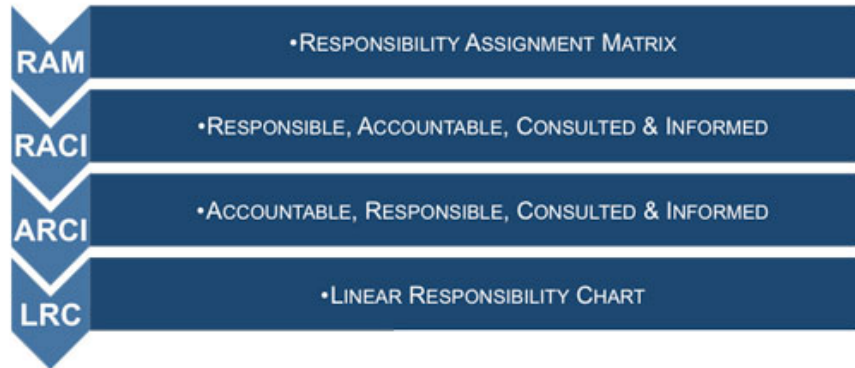 RAM
•RESPONSIBILITY ASSIGNMENT MATRIX
RACI
•RESPONSIBLE, ACCOUNTABLE, CONSULTED & INFORMED
ARCI
•ACCOUNTABLE, RESPONSIBLE, CONSULTED & INFORMED
LRC
•LINEAR RESPONSIBILITY CHART